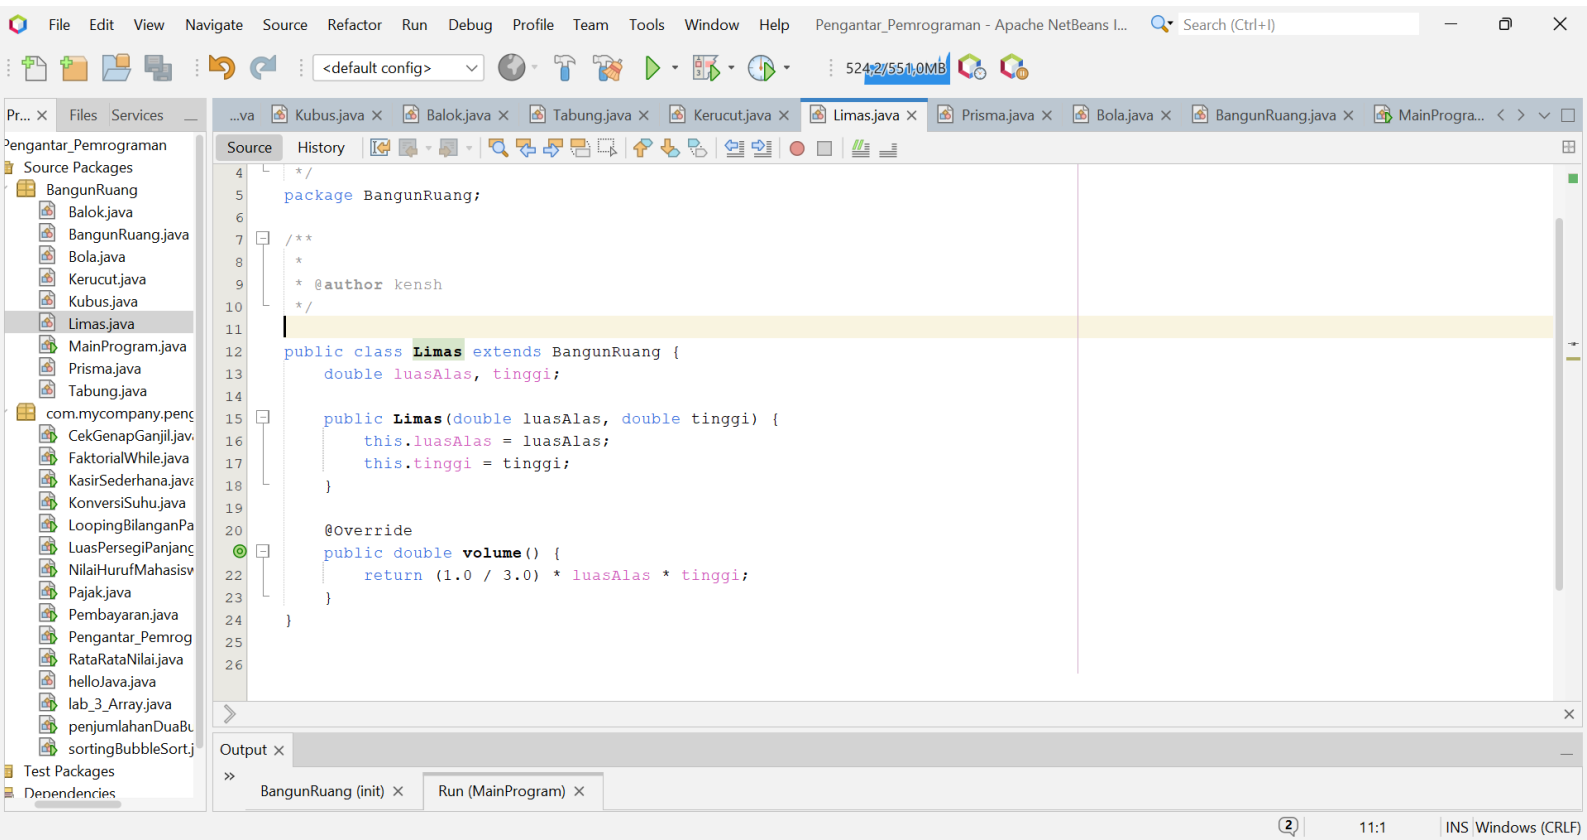 File Edit View Navigate Source Refactor Run Debug Profile Team Tools Window Help Pengantar_Pemrograman - Apache NetBeans I... Search (Ctrl+I)
<default config> 524,2/551,0MB
Pr... Files Services ...va Kubus.java Balok.java Tabung.java Kerucut.java Limas.java Prisma.java Bola.java BangunRuang.java MainProgra...
Source History
Pengantar_Pemrograman
Source Packages
BangunRuang
Balok.java
BangunRuang.java
Bola.java
Kerucut.java
Kubus.java
Limas.java
MainProgram.java
Prisma.java
Tabung.java
com.mycompany.peng
CekGenapGanjil.jav
FaktorialWhile.java
KasirSederhana.java
KonversiSuhu.java
LoopingBilanganPa
LuasPersegiPanjang
NilaiHurufMahasisw
Pajak.java
Pembayaran.java
Pengantar_Pemrog
RataRataNilai.java
helloJava.java
lab_3_Array.java
penjumlahanDuaBu
sortingBubbleSort.j
Test Packages
Dependencies
4 */
5 package BangunRuang;
6
7 /**
8 *
9 * @author kensh
10 */
11
12 public class Limas extends BangunRuang {
13 double luasAlas, tinggi;
14
15 public Limas(double luasAlas, double tinggi) {
16 this.luasAlas = luasAlas;
17 this.tinggi = tinggi;
18 }
19
20 @Override
public double volume() {
22 return (1.0 / 3.0) * luasAlas * tinggi;
23 }
24 }
25
26
Output
» BangunRuang (init) Run (MainProgram)
2 11:1 INS Windows (CRLF)